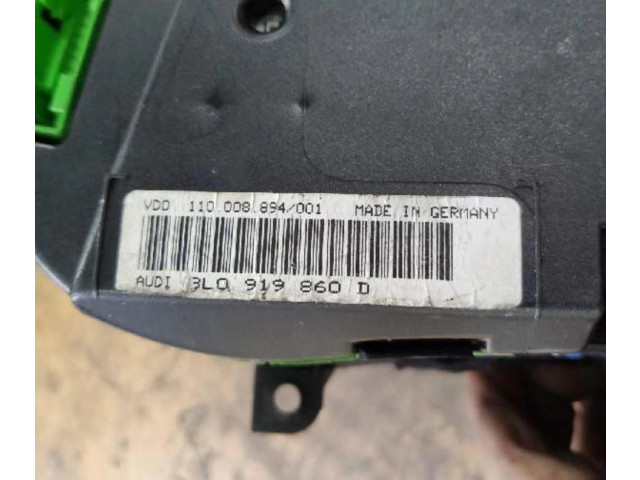 VDO 110.008.894/001 MADE IN GERMANY
AUDI 8L0 919 860 D